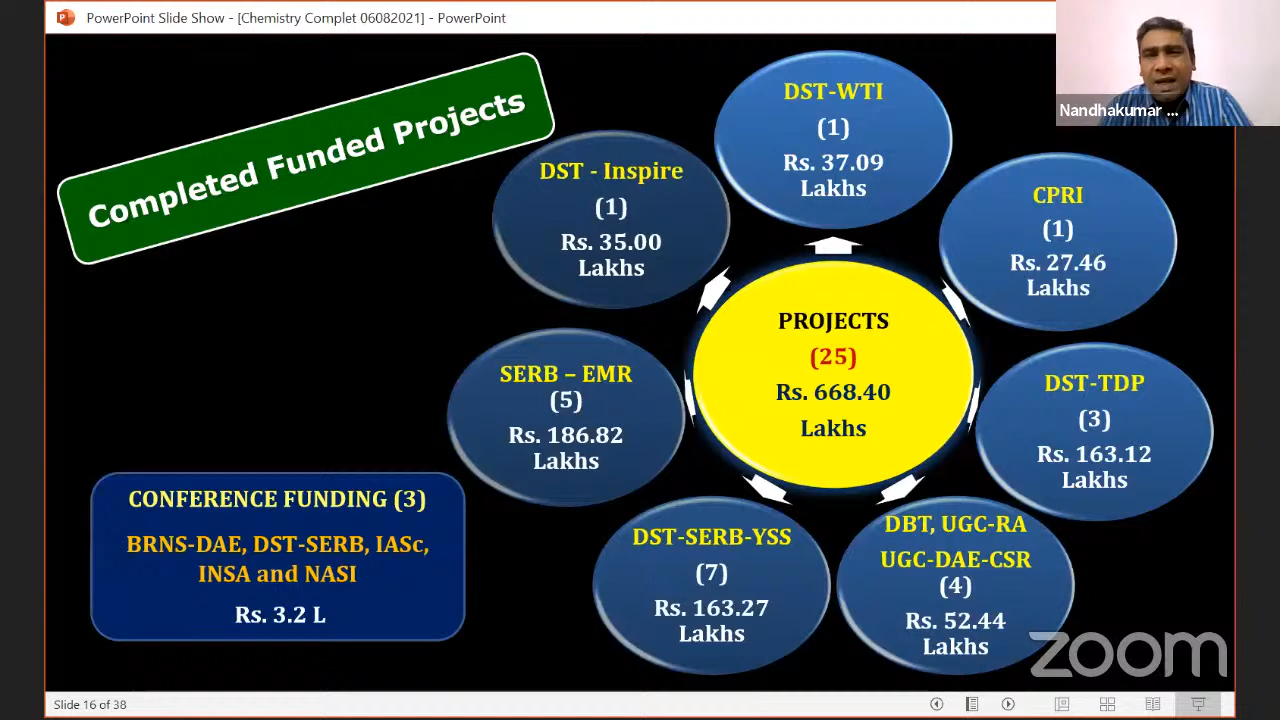 PowerPoint Slide Show - [Chemistry Complet 06082021] - PowerPoint
Nandhakumar ...
Completed Funded Projects
DST-WTI
(1)
Rs. 37.09
Lakhs
DST - Inspire
(1)
Rs. 35.00
Lakhs
CPRI
(1)
Rs. 27.46
Lakhs
PROJECTS
(25)
Rs. 668.40
Lakhs
SERB – EMR
(5)
Rs. 186.82
Lakhs
DST-TDP
(3)
Rs. 163.12
Lakhs
CONFERENCE FUNDING (3)
BRNS-DAE, DST-SERB, IASc,
INSA and NASI
Rs. 3.2 L
DST-SERB-YSS
(7)
Rs. 163.27
Lakhs
DBT, UGC-RA
UGC-DAE-CSR
(4)
Rs. 52.44
Lakhs
zoom
Slide 16 of 38